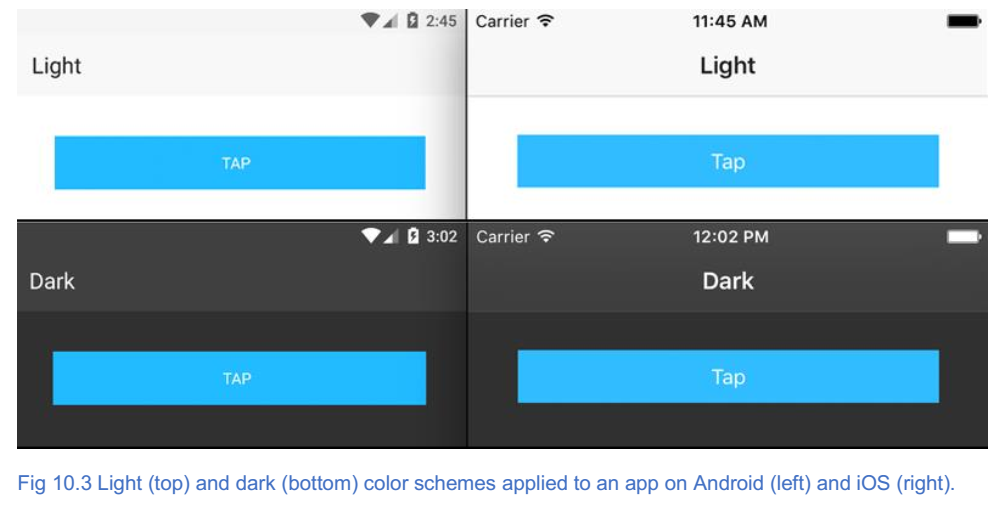 2:45 Carrier 11:45 AM
Light Light
TAP Tap
3:02 Carrier 12:02 PM
Dark Dark
TAP Tap
Fig 10.3 Light (top) and dark (bottom) color schemes applied to an app on Android (left) and iOS (right).